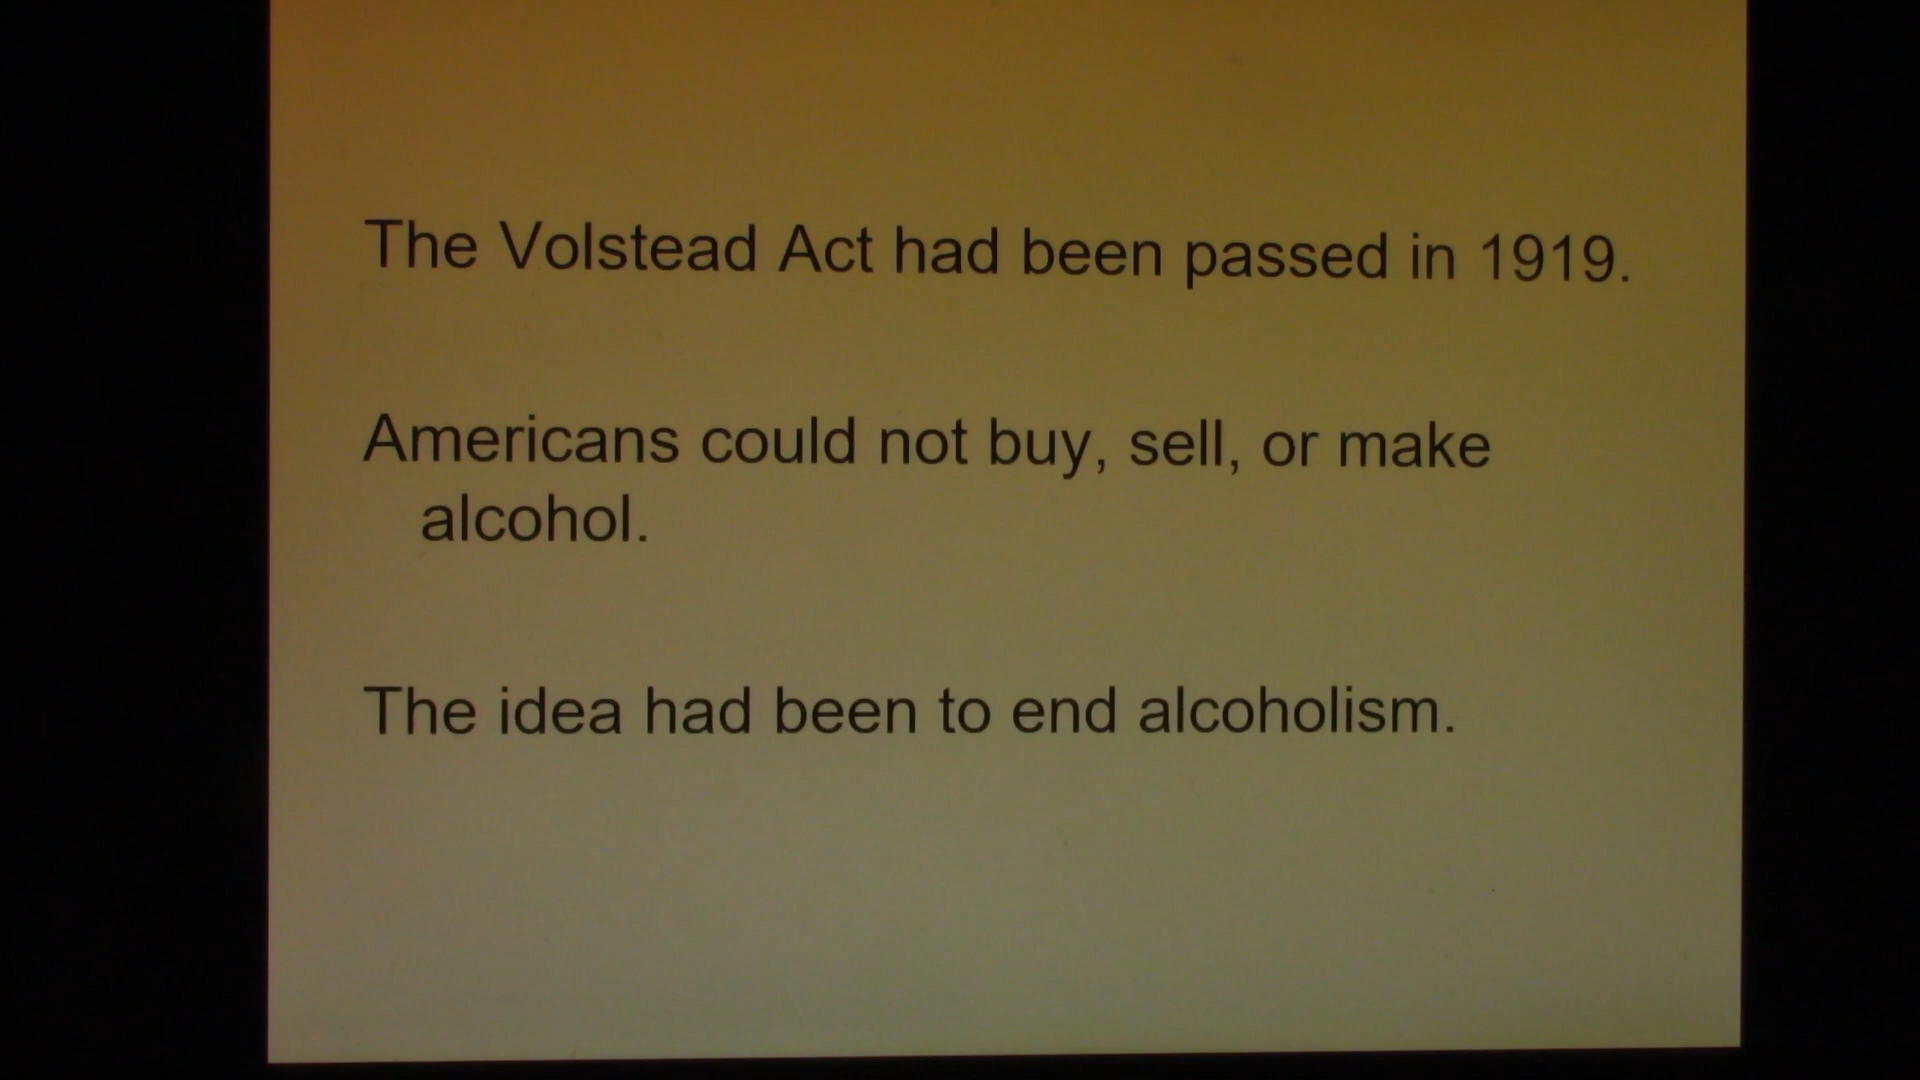 The Volstead Act had been passed in 1919.
Americans could not buy, sell, or make
alcohol.
The idea had been to end alcoholism.